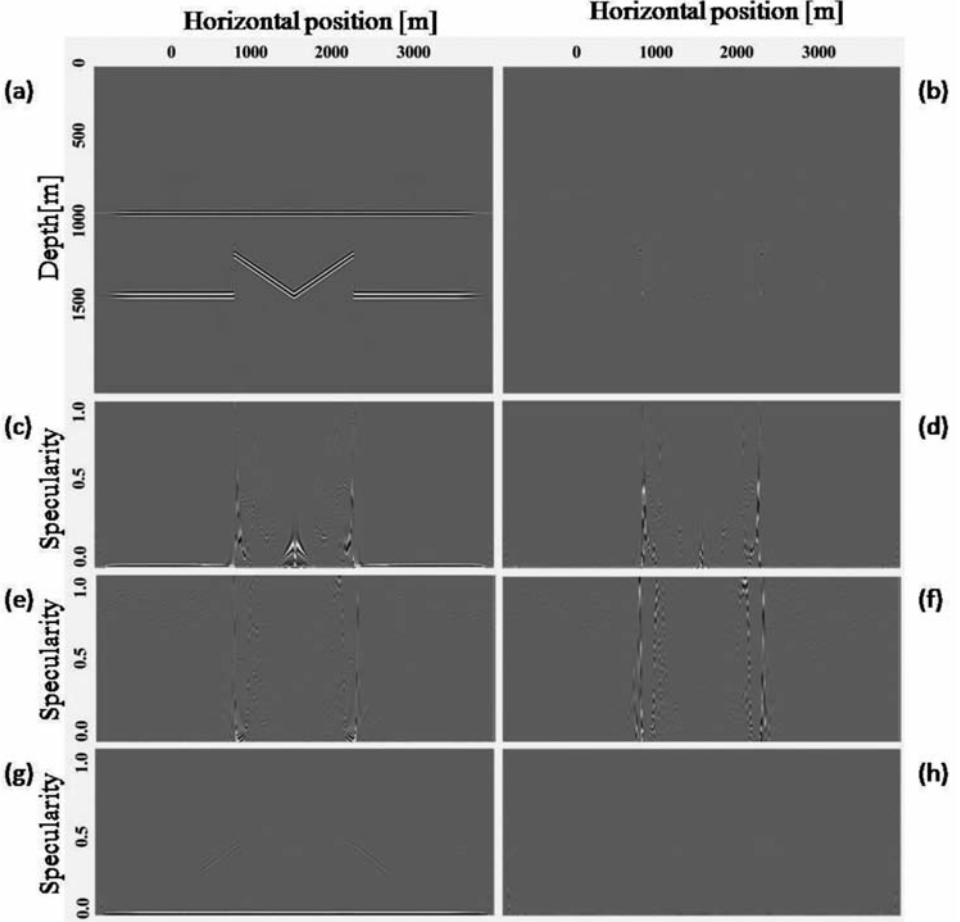 Horizontal position [m]
Horizontal position [m]
0 1000 2000 3000
0 1000 2000 3000
(a)
(b)
0
500
1000
1500
Depth[m]
(c)
(d)
1.0
0.5
0.0
Specularity
(e)
(f)
1.0
0.5
0.0
Specularity
(g)
(h)
1.0
0.5
0.0
Specularity